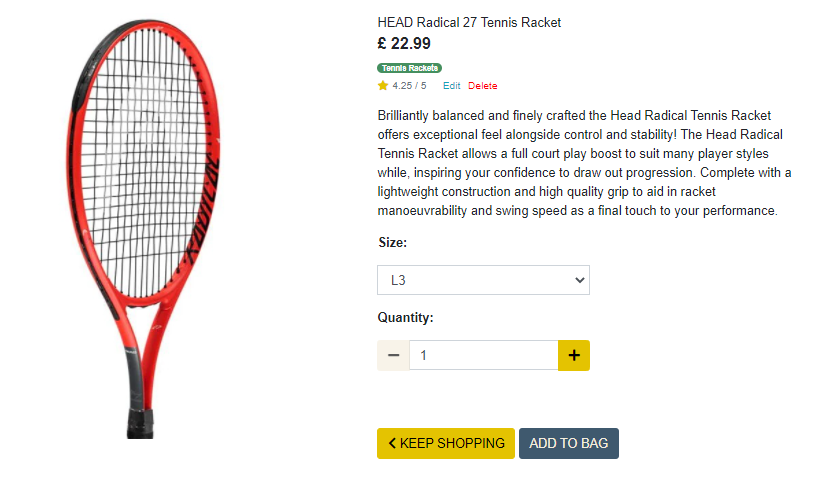 HEAD Radical 27 Tennis Racket
£ 22.99
Tennis Rackets
4.25 / 5 Edit Delete
Brilliantly balanced and finely crafted the Head Radical Tennis Racket
offers exceptional feel alongside control and stability! The Head Radical
Tennis Racket allows a full court play boost to suit many player styles
while, inspiring your confidence to draw out progression. Complete with a
lightweight construction and high quality grip to aid in racket
manoeuvrability and swing speed as a final touch to your performance.
Size:
L3
Quantity:
− 1 +
KEEP SHOPPING ADD TO BAG